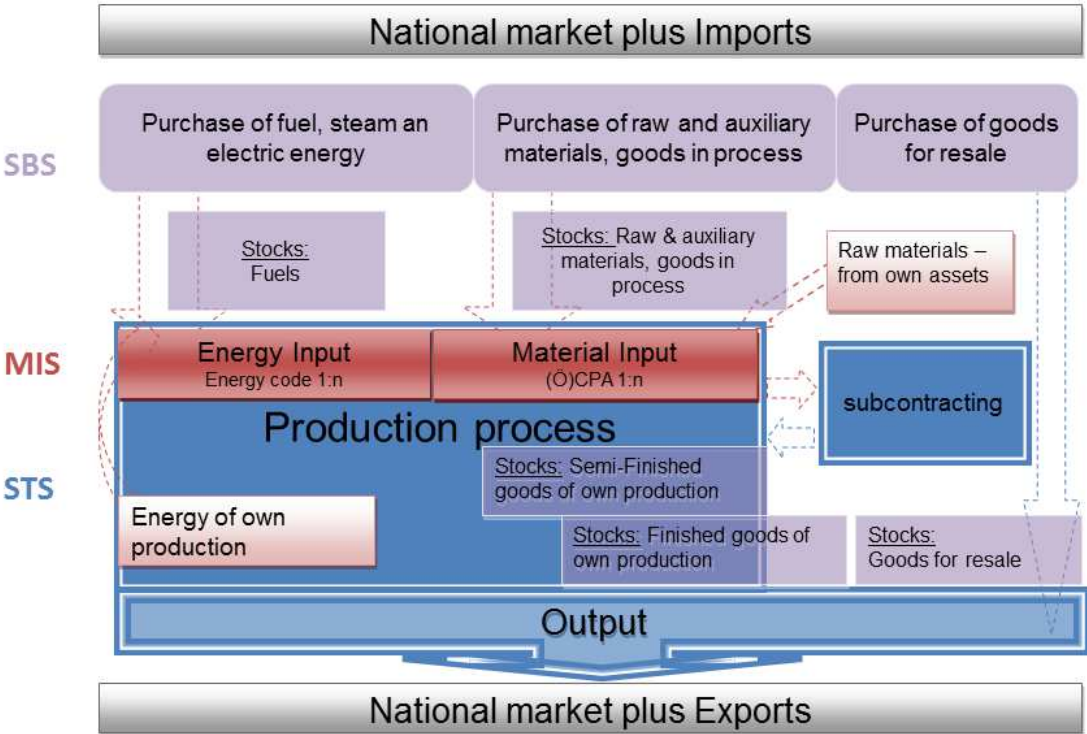 National market plus Imports
SBS
Purchase of fuel, steam an
electric energy
Purchase of raw and auxiliary
materials, goods in process
Purchase of goods
for resale
Stocks:
Fuels
Stocks: Raw & auxiliary
materials, goods in
process
Raw materials –
from own assets
MIS
Energy Input
Energy code 1:n
Material Input
(Ö)CPA 1:n
subcontracting
Production process
STS
Stocks: Semi-Finished
goods of own production
Energy of own
production
Stocks: Finished goods of
own production
Stocks:
Goods for resale
Output
National market plus Exports